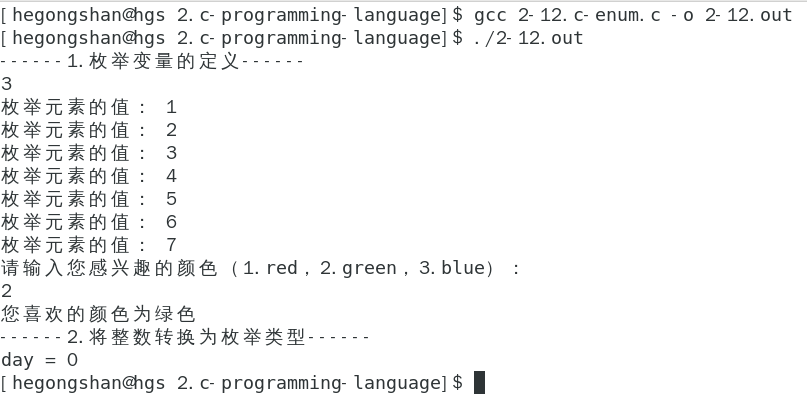 [hegongshan@hgs 2.c-programming-language]$ gcc 2-12.c-enum.c -o 2-12.out
[hegongshan@hgs 2.c-programming-language]$ ./2-12.out
------1.枚举变量的定义------
3
枚举元素的值： 1
枚举元素的值： 2
枚举元素的值： 3
枚举元素的值： 4
枚举元素的值： 5
枚举元素的值： 6
枚举元素的值： 7
请输入您感兴趣的颜色（1.red，2.green，3.blue）：
2
您喜欢的颜色为绿色
------2.将整数转换为枚举类型------
day = 0
[hegongshan@hgs 2.c-programming-language]$